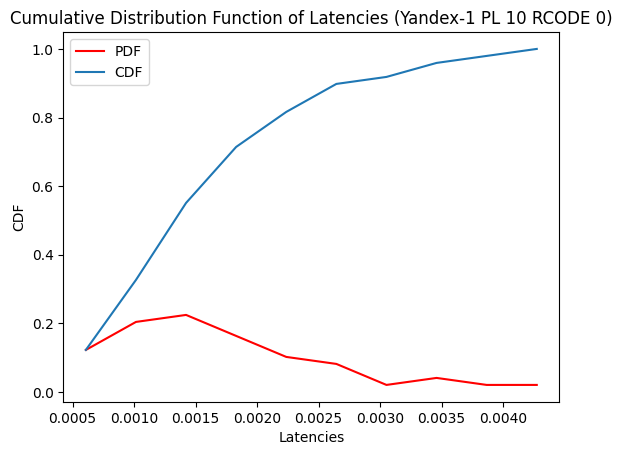 Cumulative Distribution Function of Latencies (Yandex-1 PL 10 RCODE 0)
PDF
CDF
1.0
0.8
0.6
0.4
0.2
0.0
CDF
0.0005 0.0010 0.0015 0.0020 0.0025 0.0030 0.0035 0.0040
Latencies